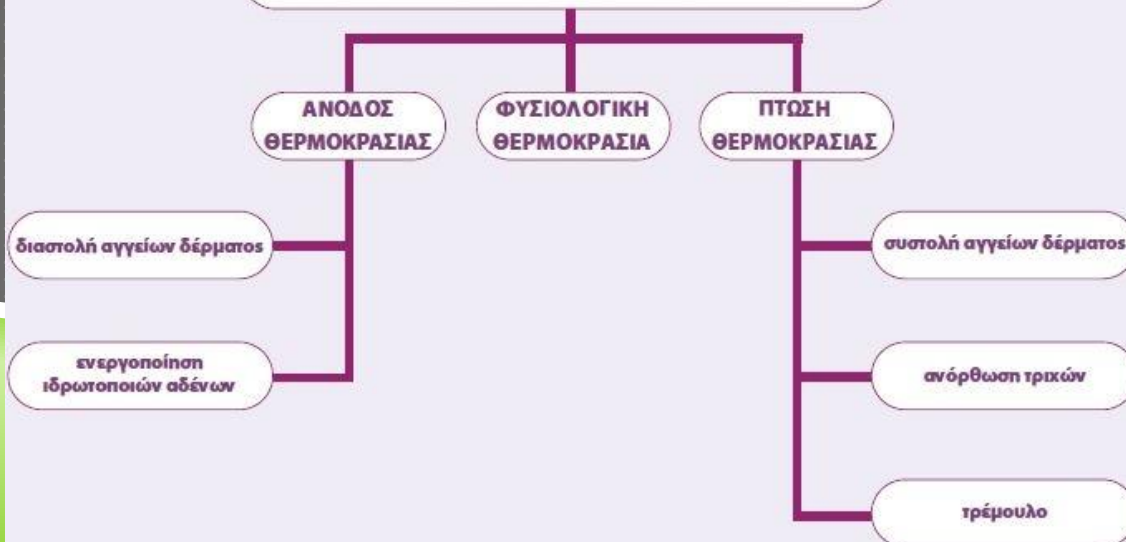 ΑΝΟΔΟΣ
ΘΕΡΜΟΚΡΑΣΙΑΣ
ΦΥΣΙΟΛΟΓΙΚΗ
ΘΕΡΜΟΚΡΑΣΙΑ
ΠΤΩΣΗ
ΘΕΡΜΟΚΡΑΣΙΑΣ
διαστολή αγγείων δέρματος
συστολή αγγείων δέρματος
ενεργοποίηση
ιδρωτοποιών αδένων
ανόρθωση τριχών
τρέμουλο